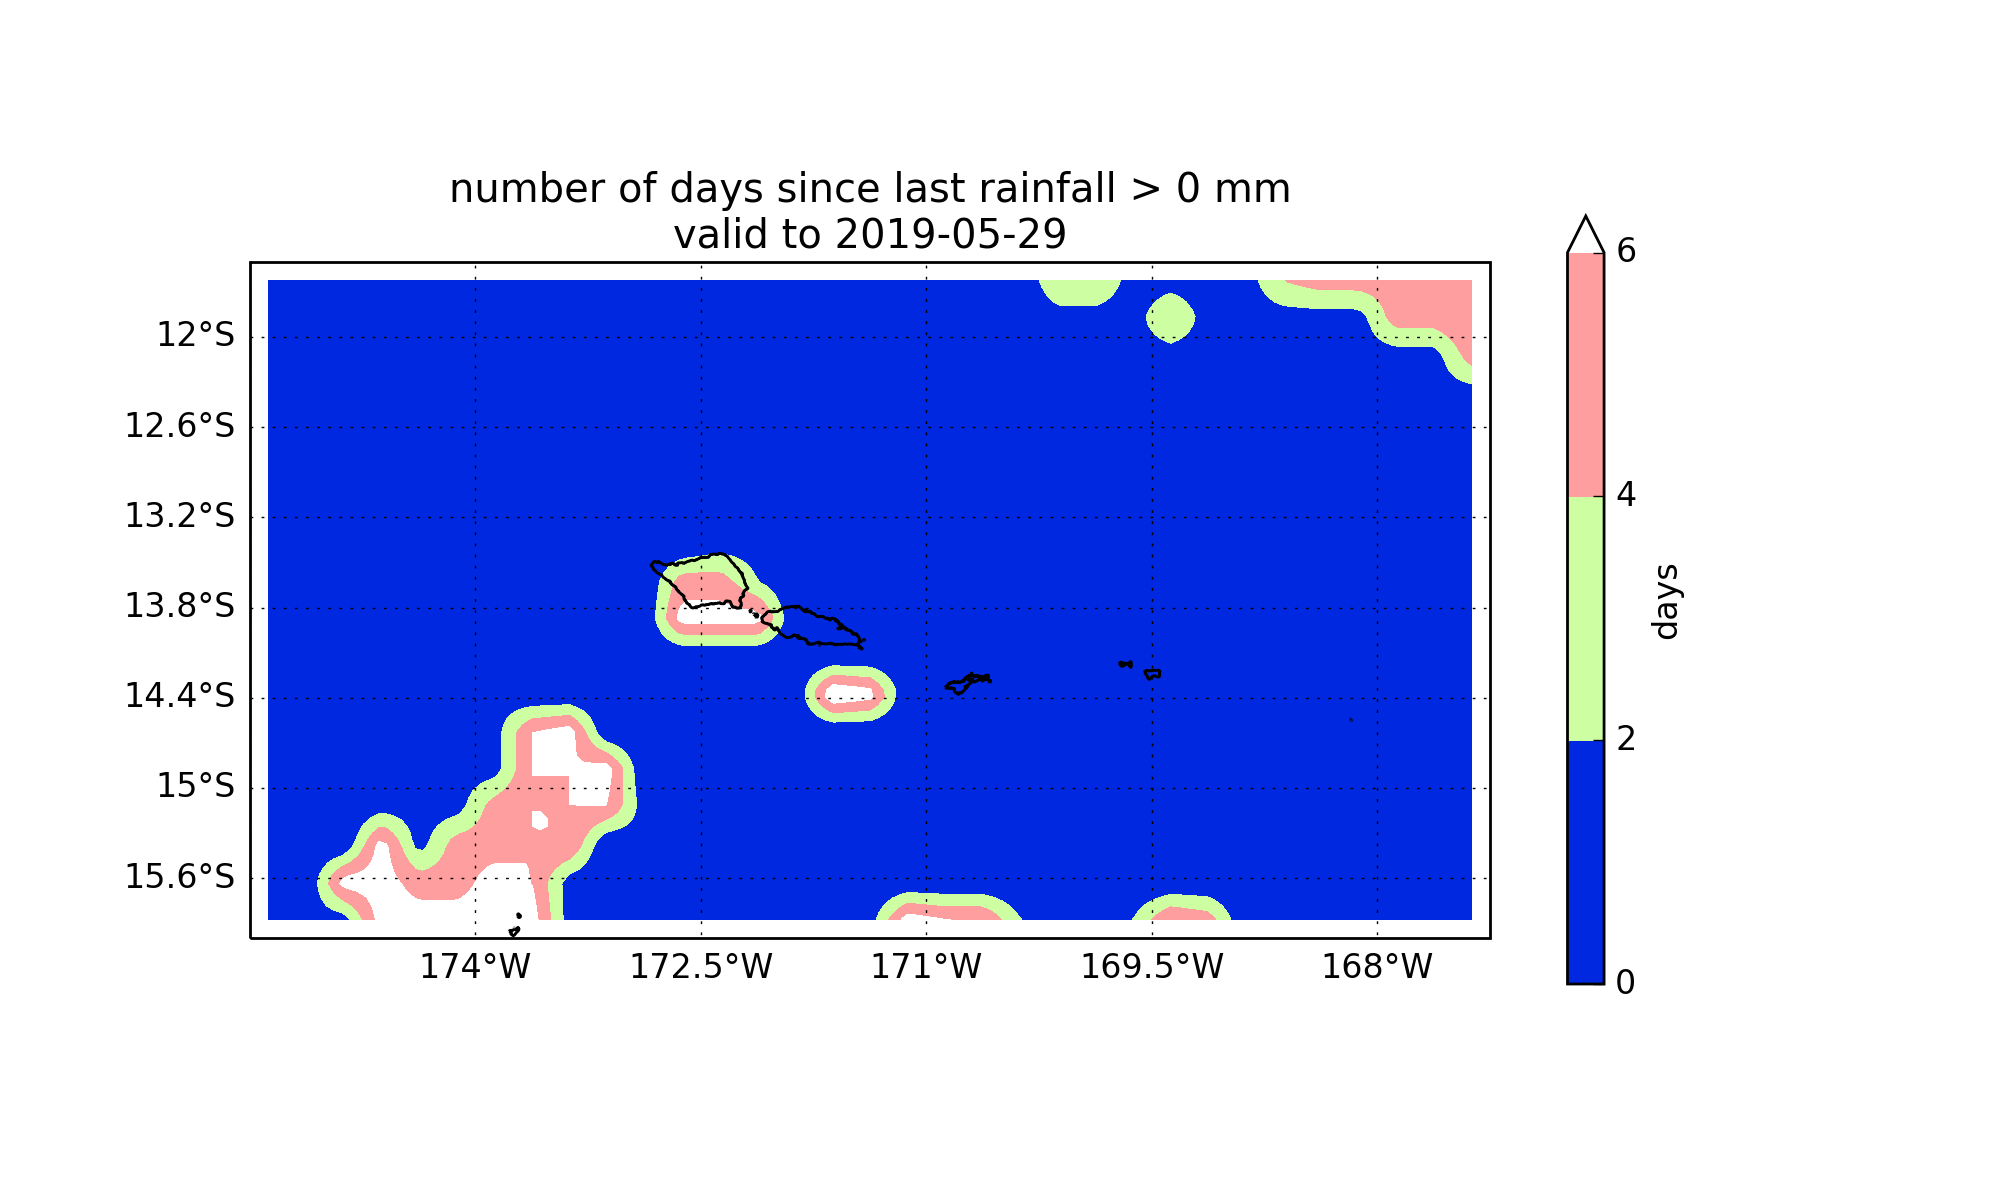 number of days since last rainfall > 0 mm
valid to 2019-05-29
12°S
12.6°S
13.2°S
13.8°S
14.4°S
15°S
15.6°S
174°W
172.5°W
171°W
169.5°W
168°W
6
4
2
0
days